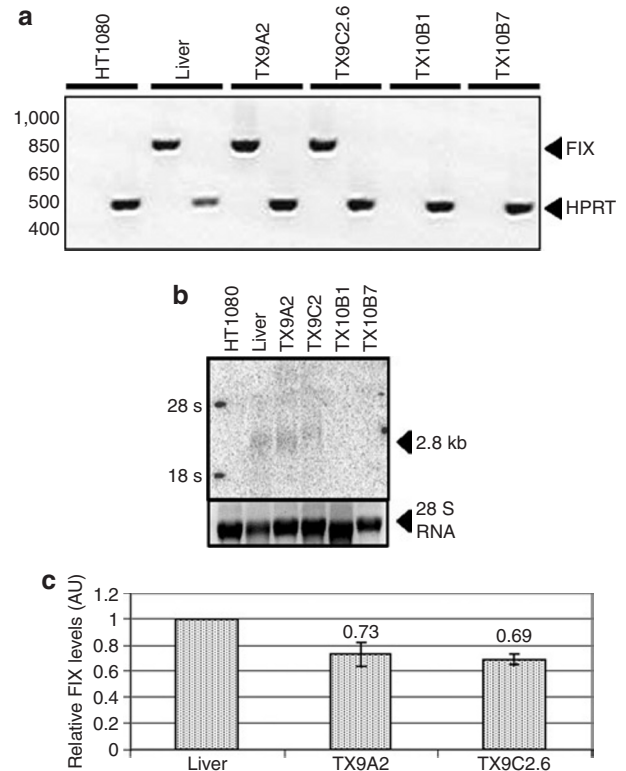 a
HT1080
Liver
TX9A2
TX9C2.6
TX10B1
TX10B7
1,000
850
650
500
400
FIX
HPRT
b
HT1080
Liver
TX9A2
TX9C2
TX10B1
TX10B7
28 s
18 s
2.8 kb
28 S
RNA
c
Relative FIX levels (AU)
1.2
1
0.8
0.6
0.4
0.2
0
0.73
0.69
Liver
TX9A2
TX9C2.6